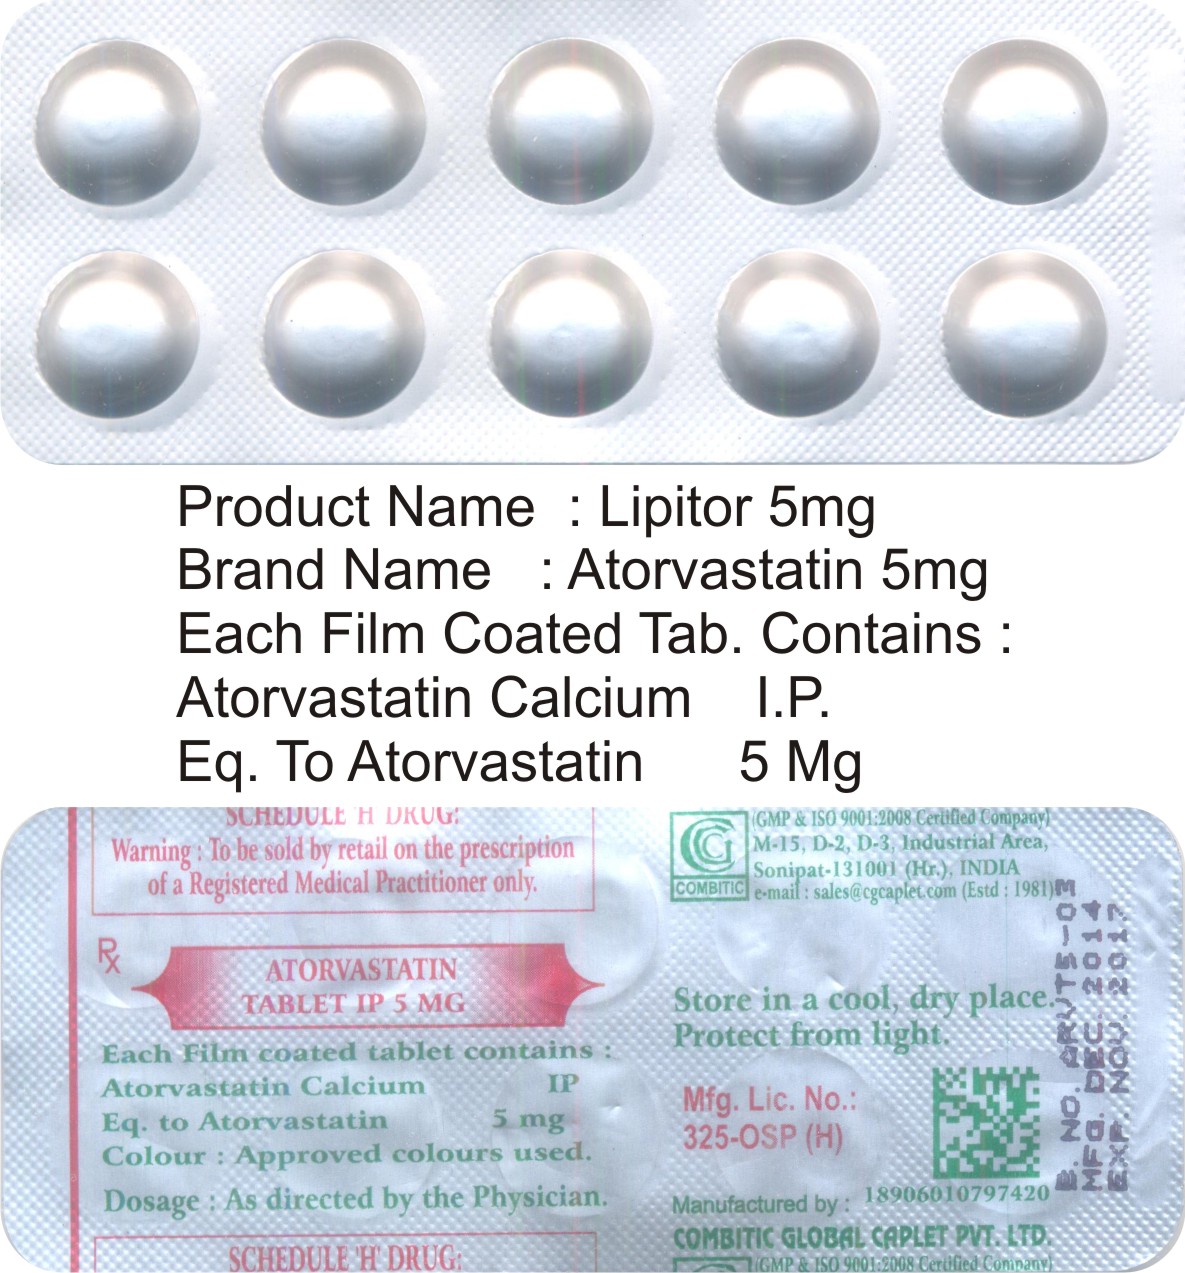 Product Name : Lipitor 5mg
Brand Name : Atorvastatin 5mg
Each Film Coated Tab. Contains :
Atorvastatin Calcium I.P.
Eq. To Atorvastatin 5 Mg
SCHEDULE 'H' DRUG:
Warning : To be sold by retail on the prescription
of a Registered Medical Practitioner only.
Rx
ATORVASTATIN
TABLET IP 5 MG
Each Film coated tablet contains :
Atorvastatin Calcium IP
Eq. to Atorvastatin 5 mg
Colour : Approved colours used.
Dosage : As directed by the Physician.
SCHEDULE 'H' DRUG:
COMBITIC
(GMP & ISO 9001:2008 Certified Company)
M-15, D-2, D-3, Industrial Area,
Sonipat-131001 (Hr.), INDIA
e-mail : sales@cgcaplet.com (Estd : 1981)
Store in a cool, dry place.
Protect from light.
Mfg. Lic. No.:
325-OSP (H)
18906010797420
Manufactured by :
COMBITIC GLOBAL CAPLET PVT. LTD.
(GMP & ISO 9001:2008 Certified Company)
B. NO.
MFG. DEC. 2014
EXP. NOV. 2017